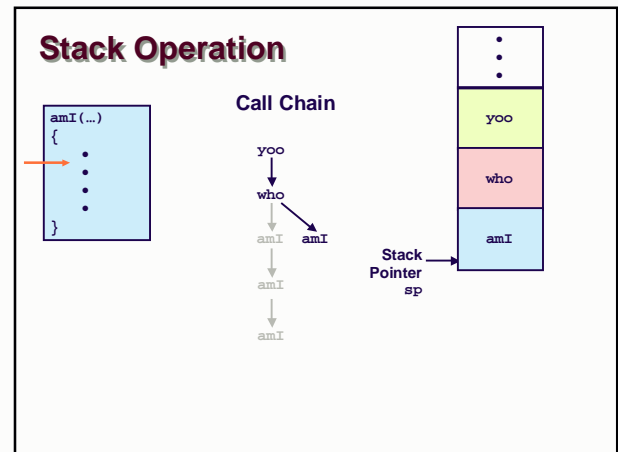 Stack Operation
amI(…)
{
•
•
•
•
}
Call Chain
yoo
who
amI amI
amI
amI
•
•
•
yoo
who
amI
Stack
Pointer
sp